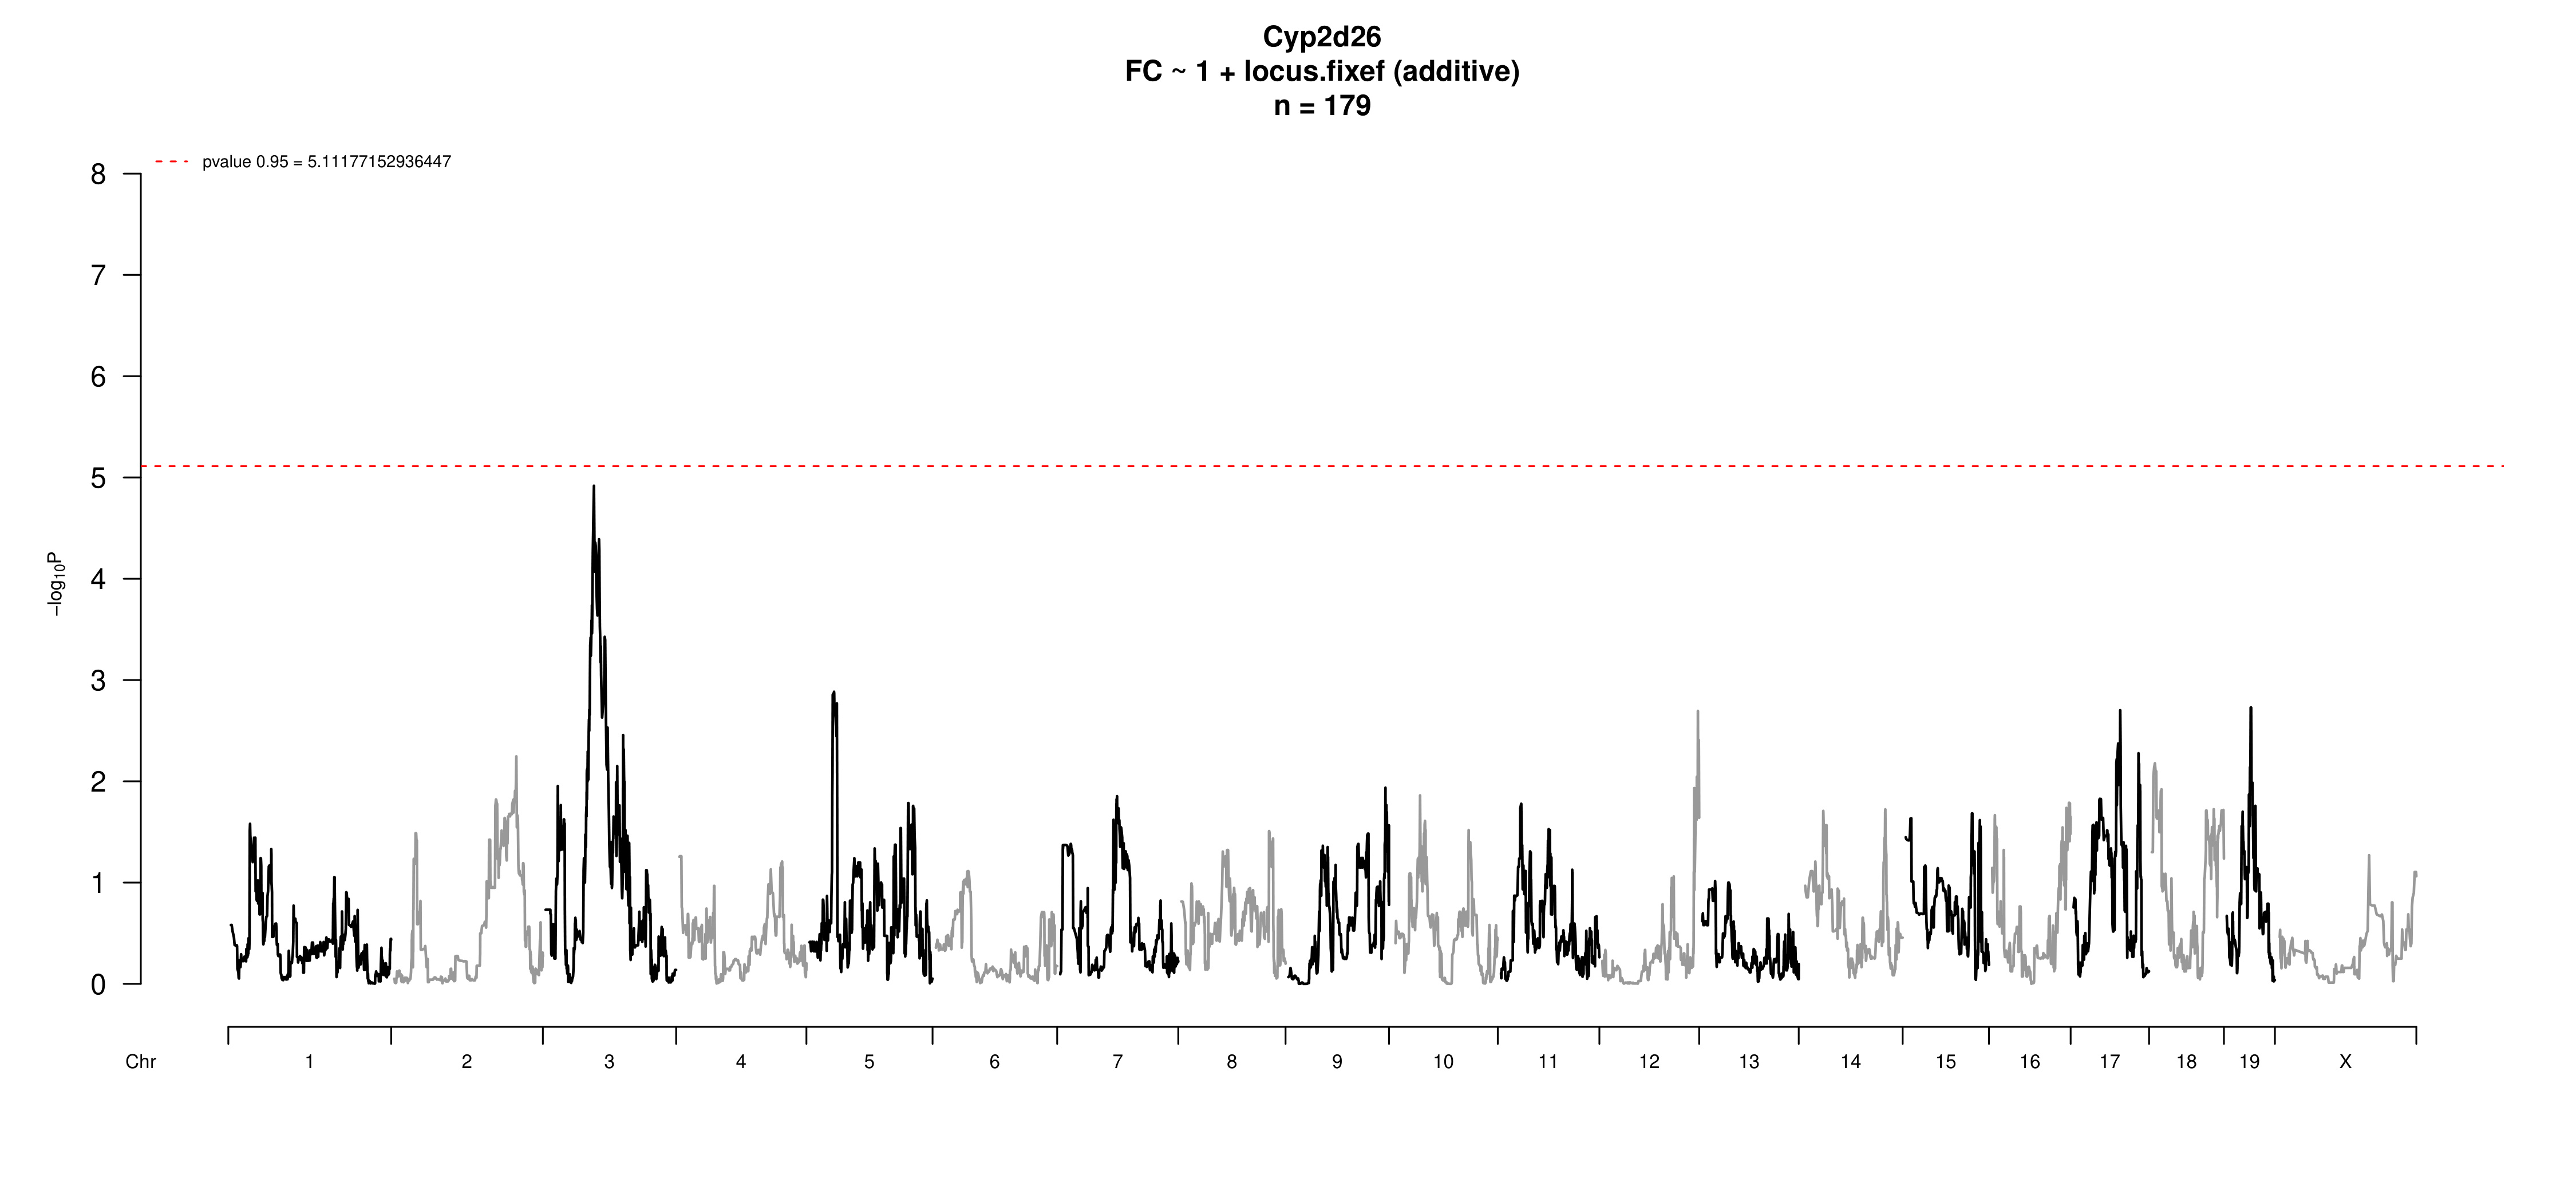 Cyp2d26
FC ~ 1 + locus.fixef (additive)
n = 179
pvalue 0.95 = 5.11177152936447
8
7
6
5
4
3
2
1
0
−log10P
Chr 1 2 3 4 5 6 7 8 9 10 11 12 13 14 15 16 17 18 19 X